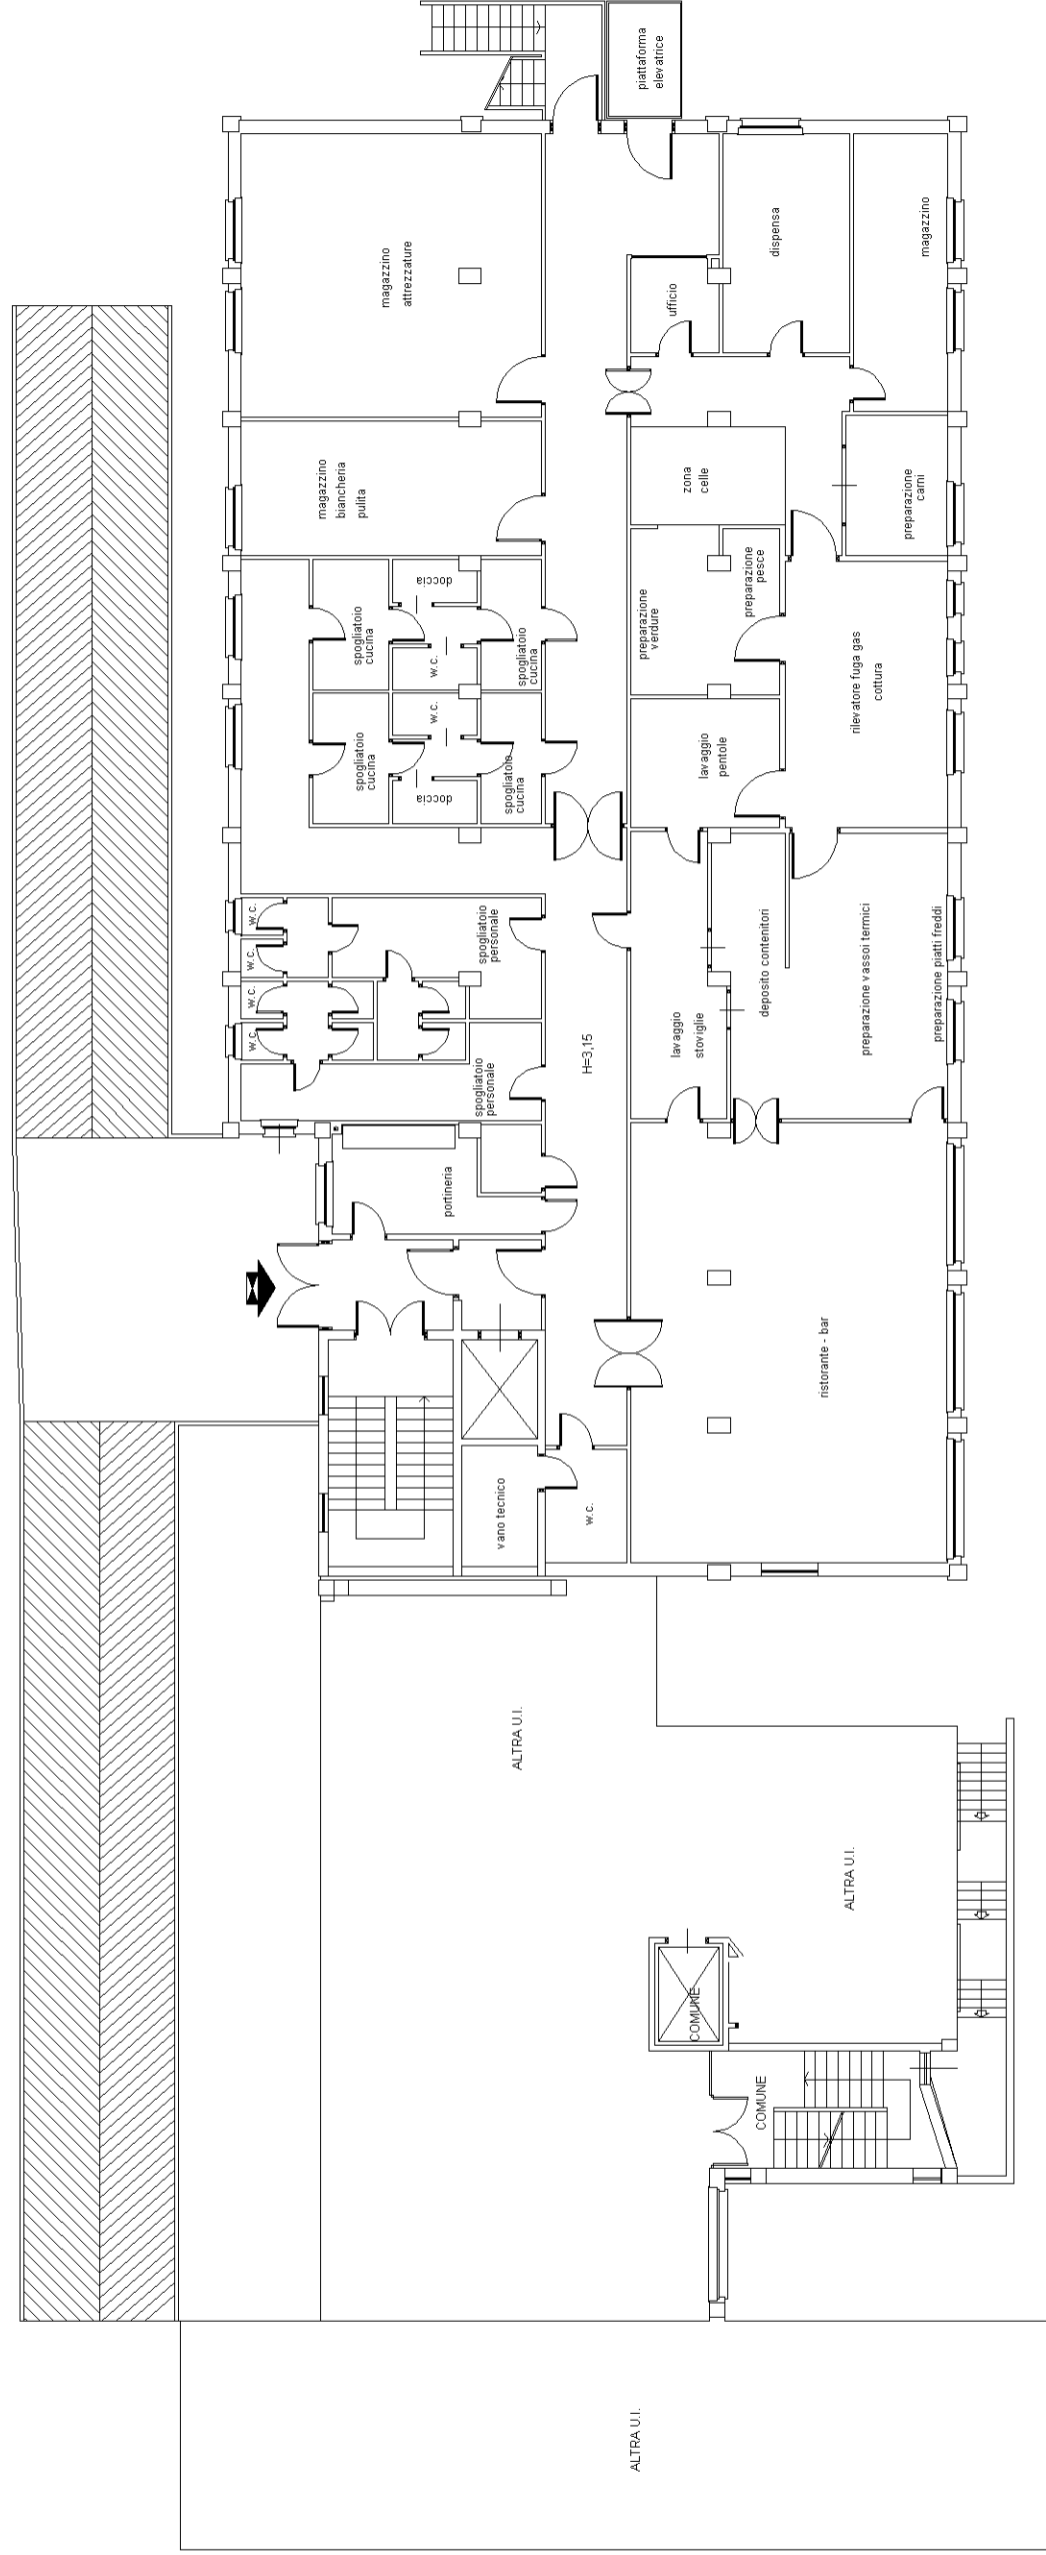 piattaforma
elevatrice
magazzino
attrezzature
dispensa
magazzino
ufficio
magazzino
biancheria
pulita
zona
celle
preparazione
carni
doccia
spogliatoio
cucina
w.c.
spogliatoio
cucina
preparazione
verdure
preparazione
pesce
rilevatore fuga gas
cottura
w.c.
spogliatoio
cucina
doccia
spogliatoio
cucina
lavaggio
pentole
w.c.
w.c.
w.c.
w.c.
spogliatoio
personale
spogliatoio
personale
H=3,15
lavaggio
stoviglie
deposito contenitori
preparazione vassoi termici
preparazione piatti freddi
portineria
ristorante - bar
vano tecnico
w.c.
ALTRA U.I.
ALTRA U.I.
COMUNE
COMUNE
ALTRA U.I.